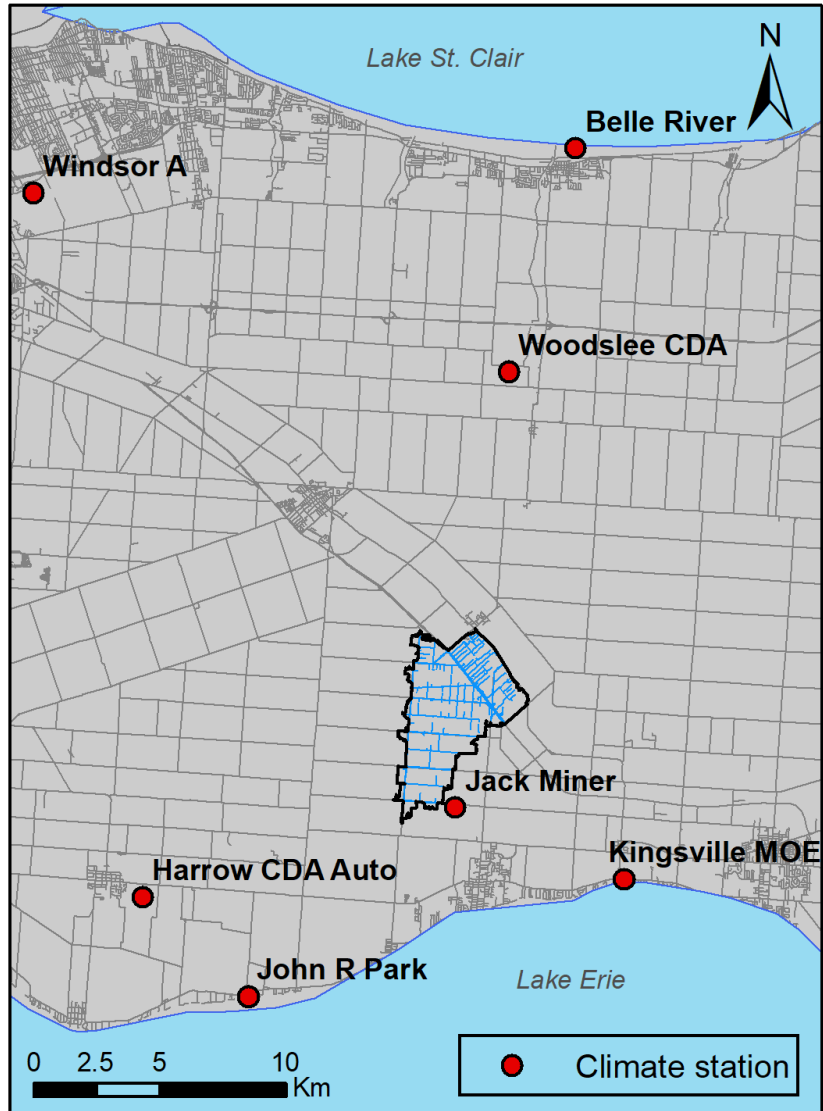 Lake St. Clair
N
Belle River
Windsor A
Woodslee CDA
Jack Miner
Kingsville MOE
Harrow CDA Auto
John R Park
Lake Erie
0 2.5 5 10
Km
Climate station